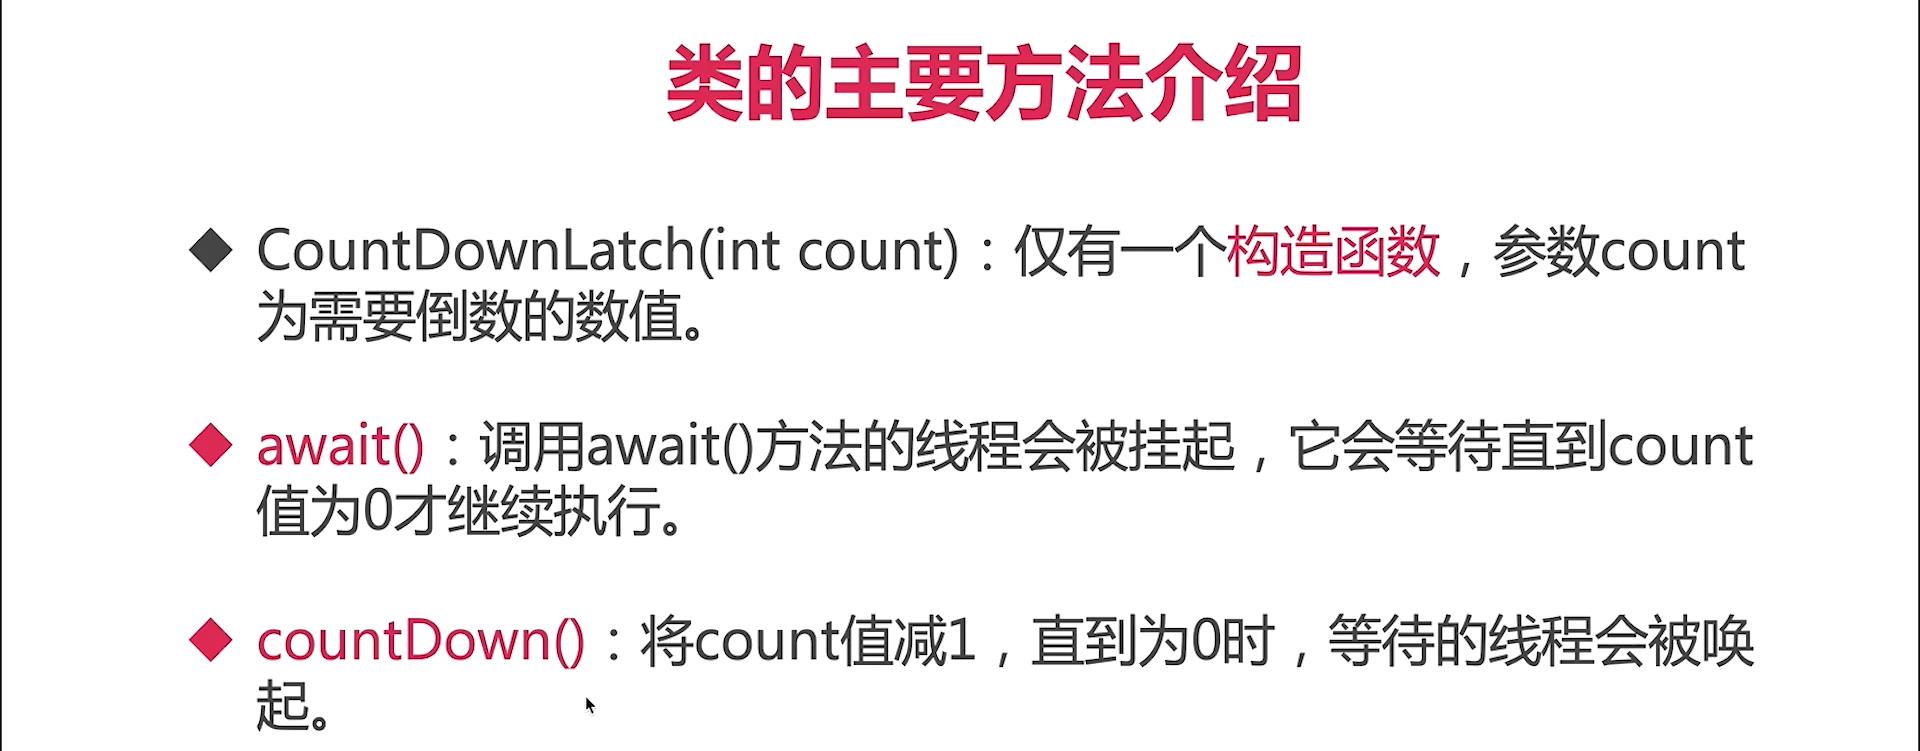 类的主要方法介绍
CountDownLatch(int count)：仅有一个构造函数，参数count
为需要倒数的数值。
await()：调用await()方法的线程会被挂起，它会等待直到count
值为0才继续执行。
countDown()：将count值减1，直到为0时，等待的线程会被唤
起。